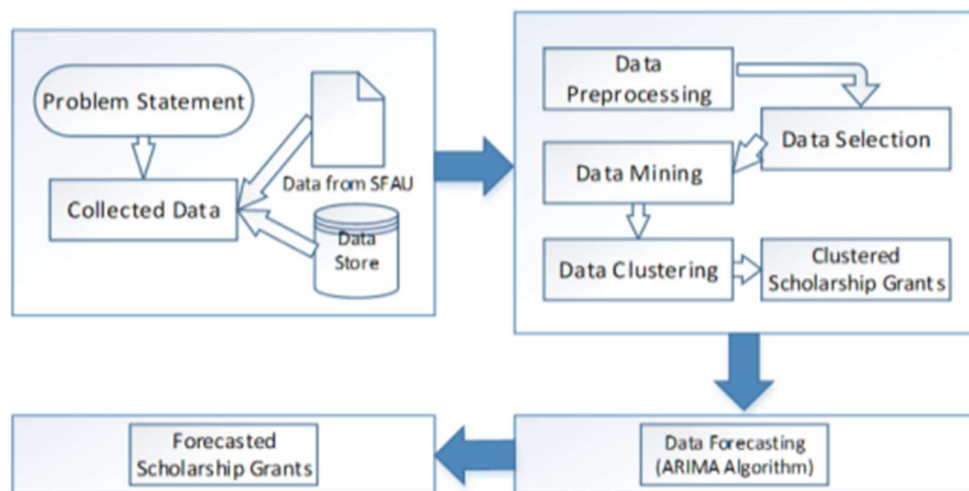 Problem Statement
Collected Data
Data from SFAU
Data
Store
Data
Preprocessing
Data Selection
Data Mining
Data Clustering
Clustered
Scholarship Grants
Data Forecasting
(ARIMA Algorithm)
Forecasted
Scholarship Grants